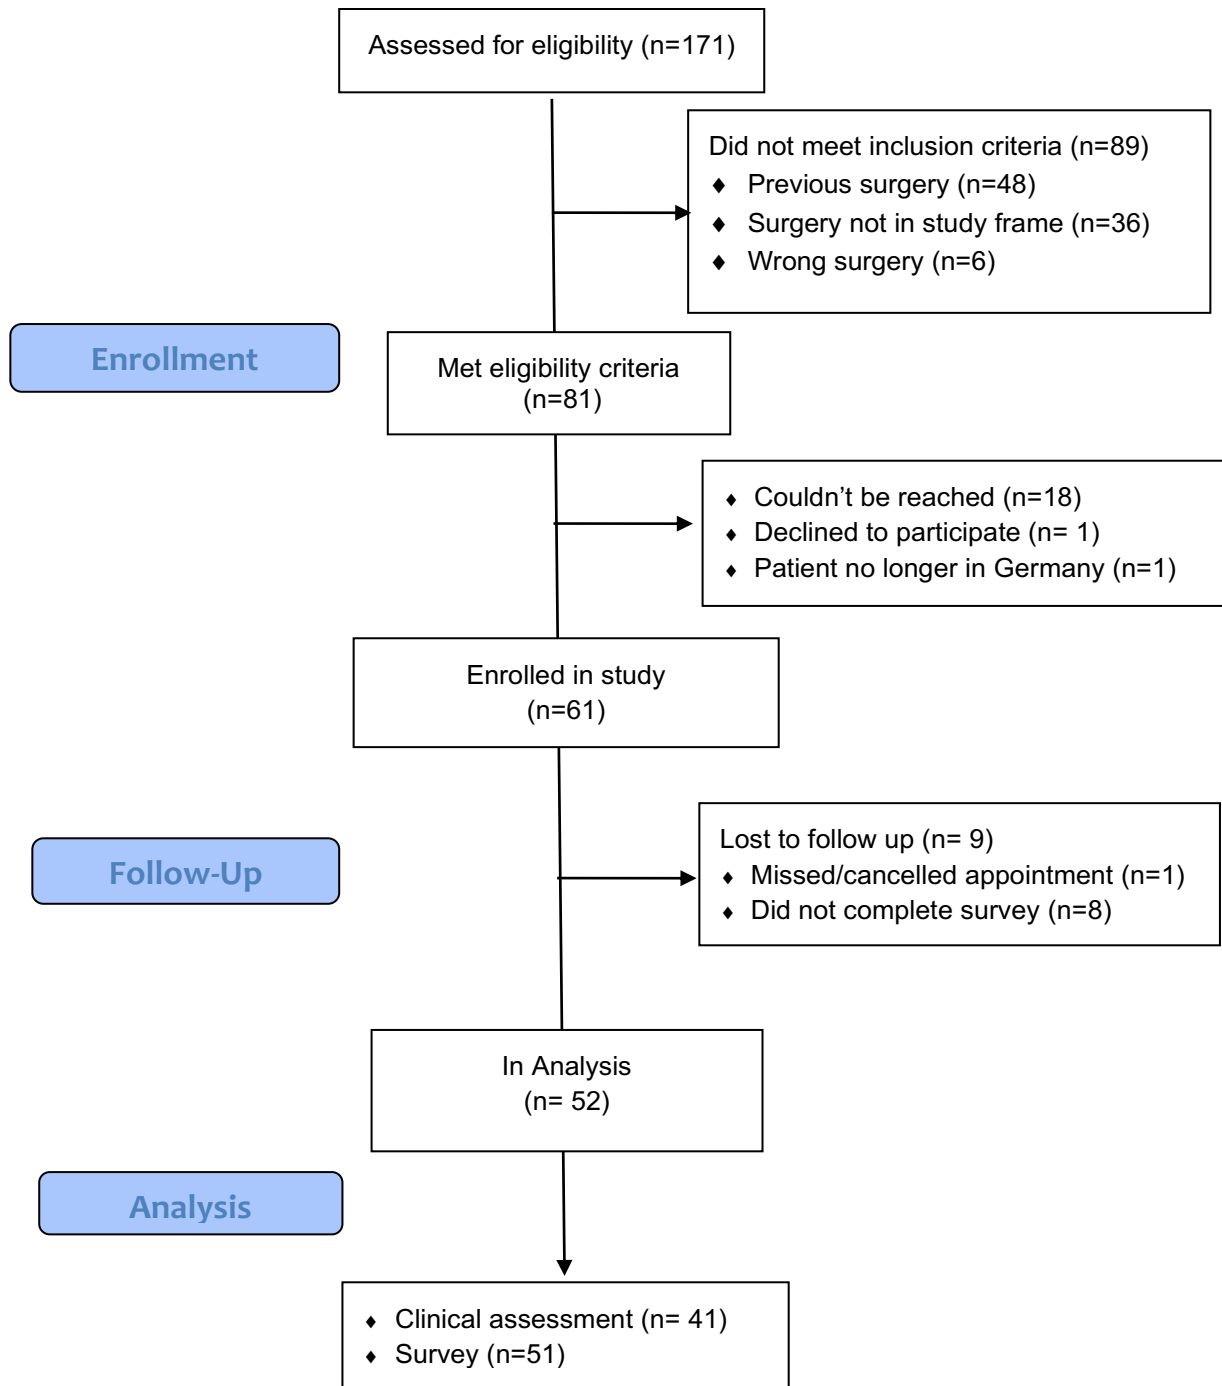 Assessed for eligibility (n=171)
Did not meet inclusion criteria (n=89)
♦ Previous surgery (n=48)
♦ Surgery not in study frame (n=36)
♦ Wrong surgery (n=6)
Enrollment
Met eligibility criteria
(n=81)
♦ Couldn’t be reached (n=18)
♦ Declined to participate (n= 1)
♦ Patient no longer in Germany (n=1)
Enrolled in study
(n=61)
Follow-Up
Lost to follow up (n= 9)
♦ Missed/cancelled appointment (n=1)
♦ Did not complete survey (n=8)
In Analysis
(n= 52)
Analysis
♦ Clinical assessment (n= 41)
♦ Survey (n=51)